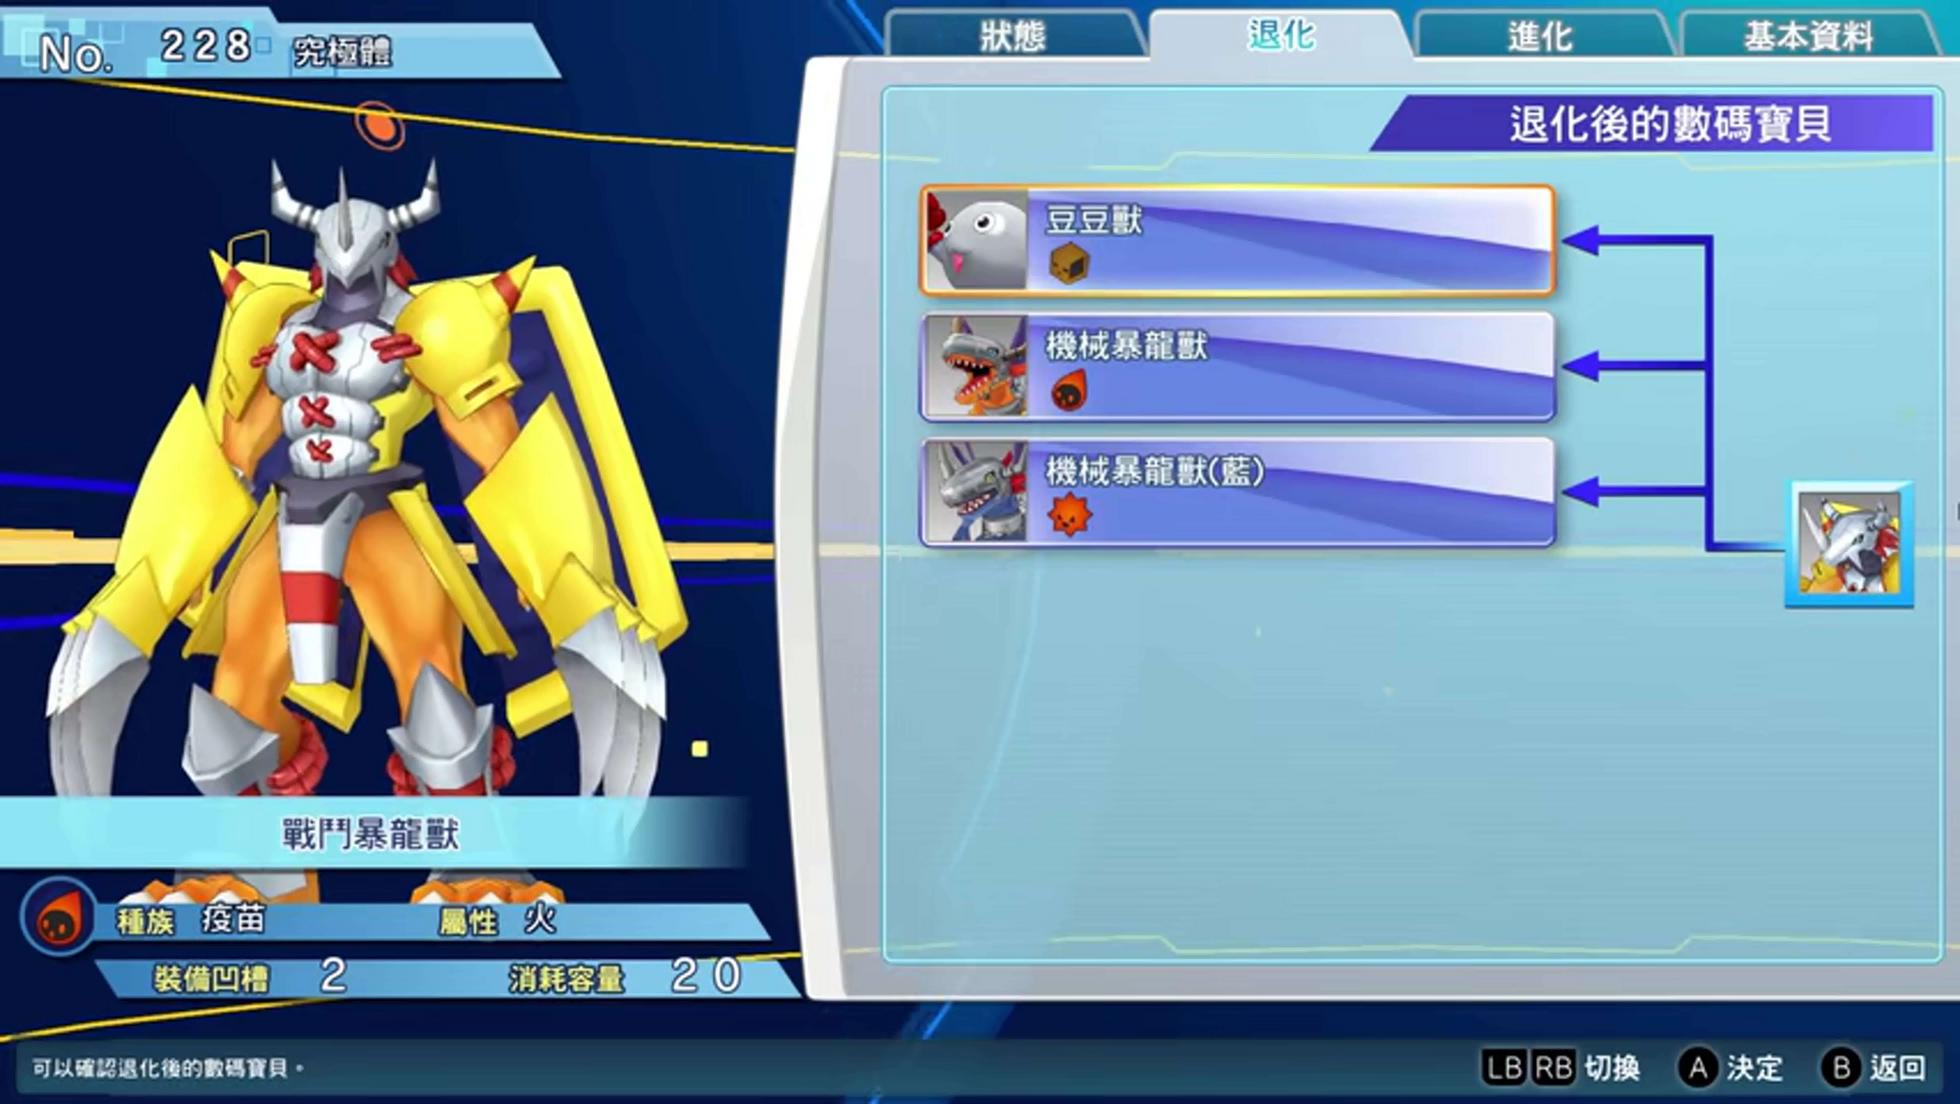 No. 228 究極體
狀態 退化 進化 基本資料
退化後的數碼寶貝
豆豆獸
機械暴龍獸
機械暴龍獸(藍)
戰鬥暴龍獸
種族 疫苗 屬性 火
裝備凹槽 2 消耗容量 20
可以確認退化後的數碼寶貝。
LB RB 切換 A 決定 B 返回